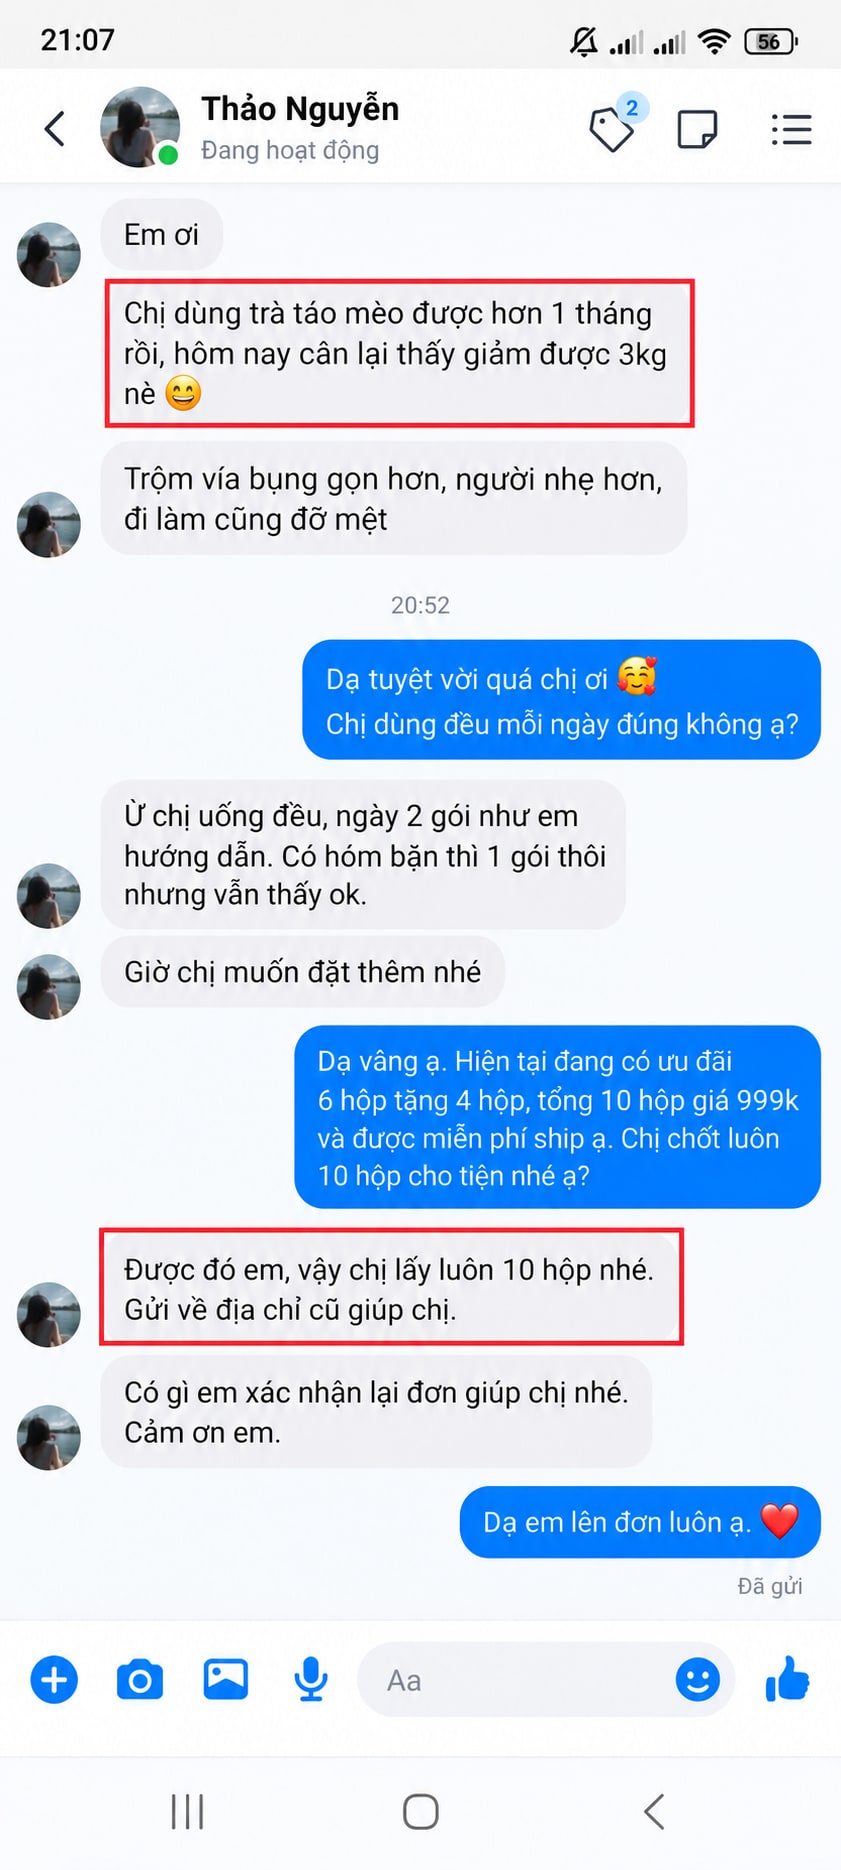 21:07
56
Thảo Nguyễn
Đang hoạt động
2
Em ơi
Chị dùng trà táo mèo được hơn 1 tháng
rồi, hôm nay cân lại thấy giảm được 3kg
nè 😄
Trộm vía bụng gọn hơn, người nhẹ hơn,
đi làm cũng đỡ mệt
20:52
Dạ tuyệt vời quá chị ơi 🥰
Chị dùng đều mỗi ngày đúng không ạ?
Ừ chị uống đều, ngày 2 gói như em
hướng dẫn. Có hóm bặn thì 1 gói thôi
nhưng vẫn thấy ok.
Giờ chị muốn đặt thêm nhé
Dạ vâng ạ. Hiện tại đang có ưu đãi
6 hộp tặng 4 hộp, tổng 10 hộp giá 999k
và được miễn phí ship ạ. Chị chốt luôn
10 hộp cho tiện nhé ạ?
Được đó em, vậy chị lấy luôn 10 hộp nhé.
Gửi về địa chỉ cũ giúp chị.
Có gì em xác nhận lại đơn giúp chị nhé.
Cảm ơn em.
Dạ em lên đơn luôn ạ. ❤️
Đã gửi
Aa